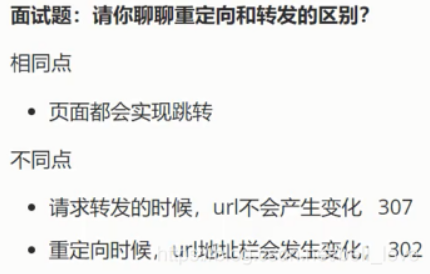 面试题：请你聊聊重定向和转发的区别？
相同点
• 页面都会实现跳转
不同点
• 请求转发的时候，url不会产生变化 307
• 重定向时候，url地址栏会发生变化； 302